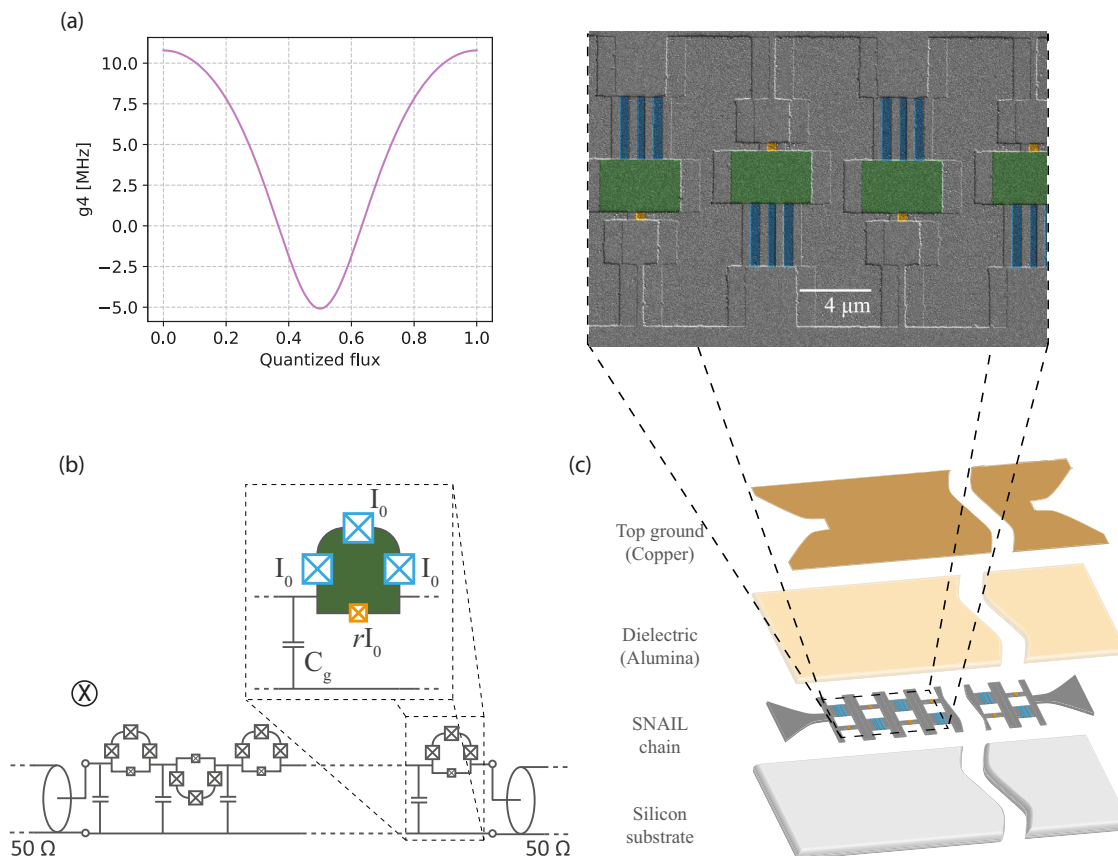 (a)
g4 [MHz]
10.0
7.5
5.0
2.5
0.0
−2.5
−5.0
0.0 0.2 0.4 0.6 0.8 1.0
Quantized flux
4 μm
(b)
I₀
I₀ I₀
rI₀
C_g
X
50 Ω 50 Ω
(c)
Top ground
(Copper)
Dielectric
(Alumina)
SNAIL
chain
Silicon
substrate